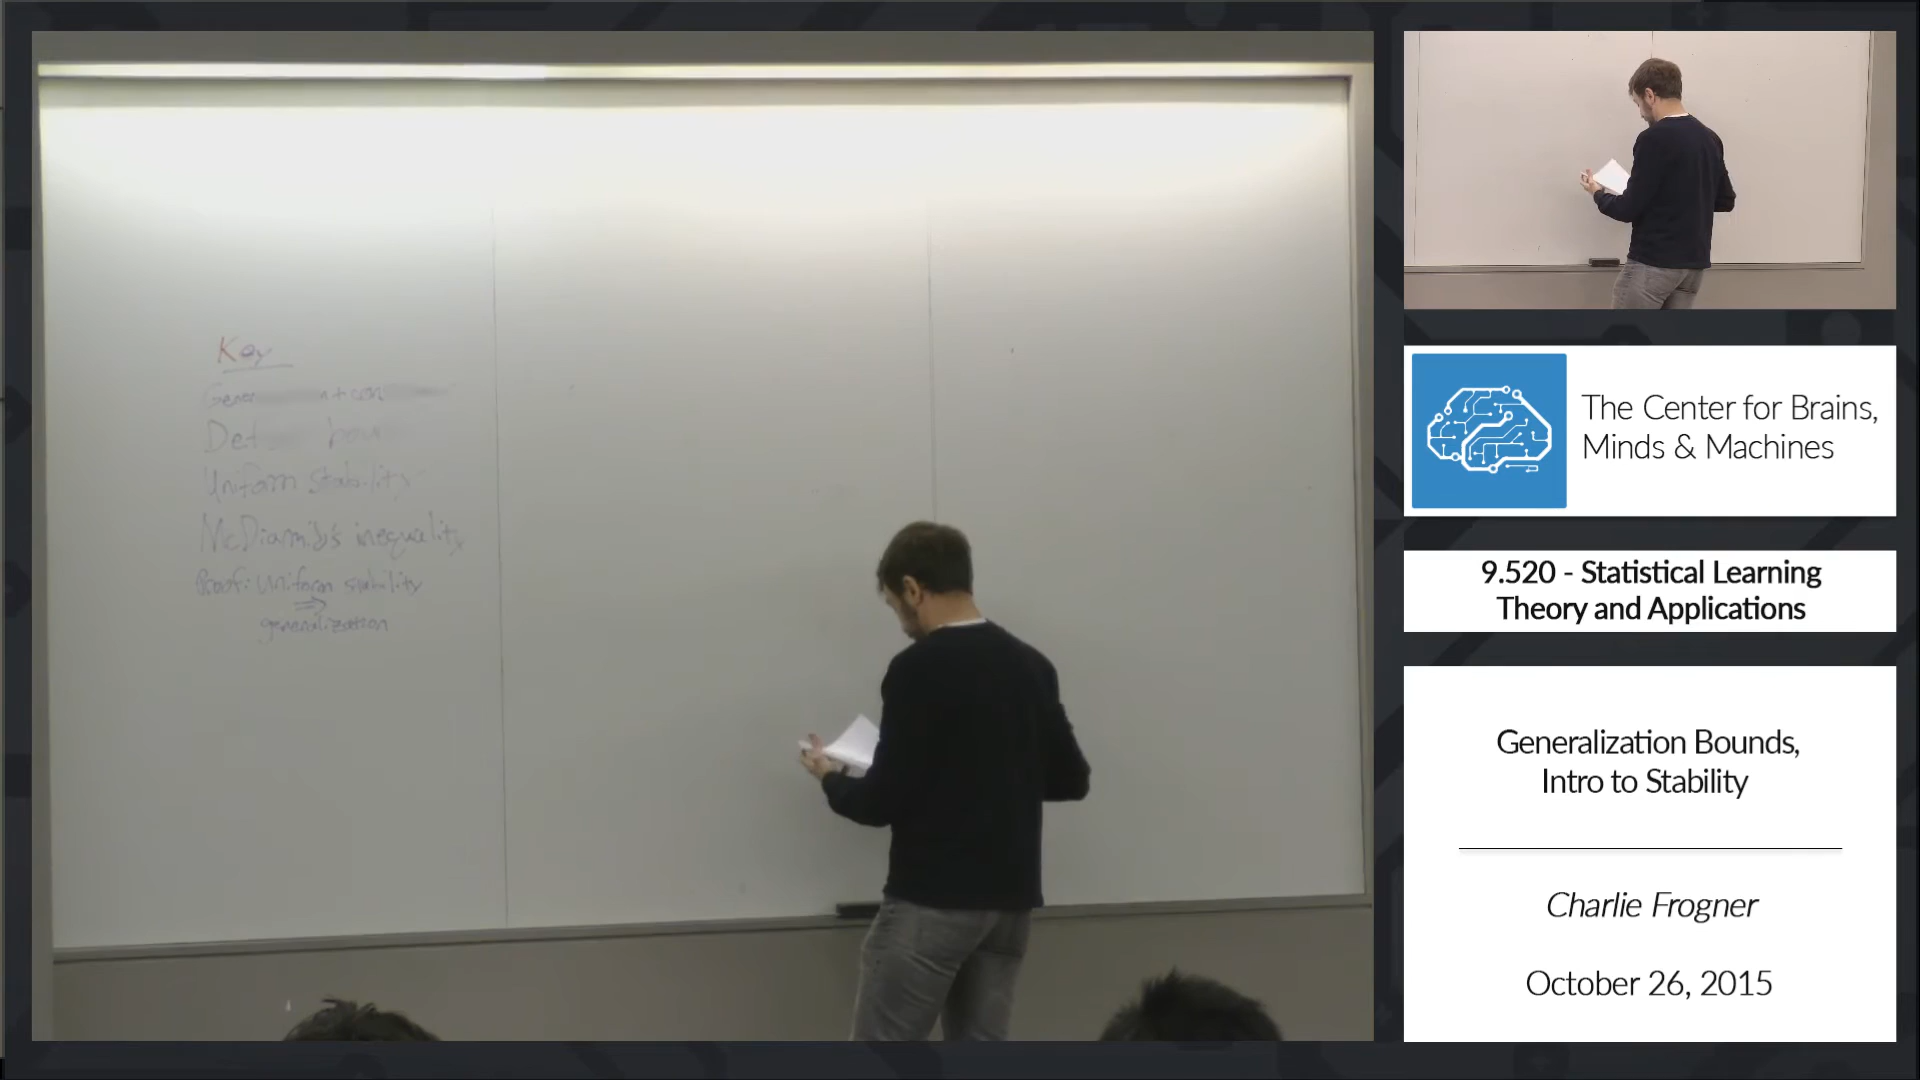 Key
Uniform Stability
McDiarmid's inequality
Proof: Uniform stability
⇒
generalization
The Center for Brains,
Minds & Machines
9.520 - Statistical Learning
Theory and Applications
Generalization Bounds,
Intro to Stability
Charlie Frogner
October 26, 2015